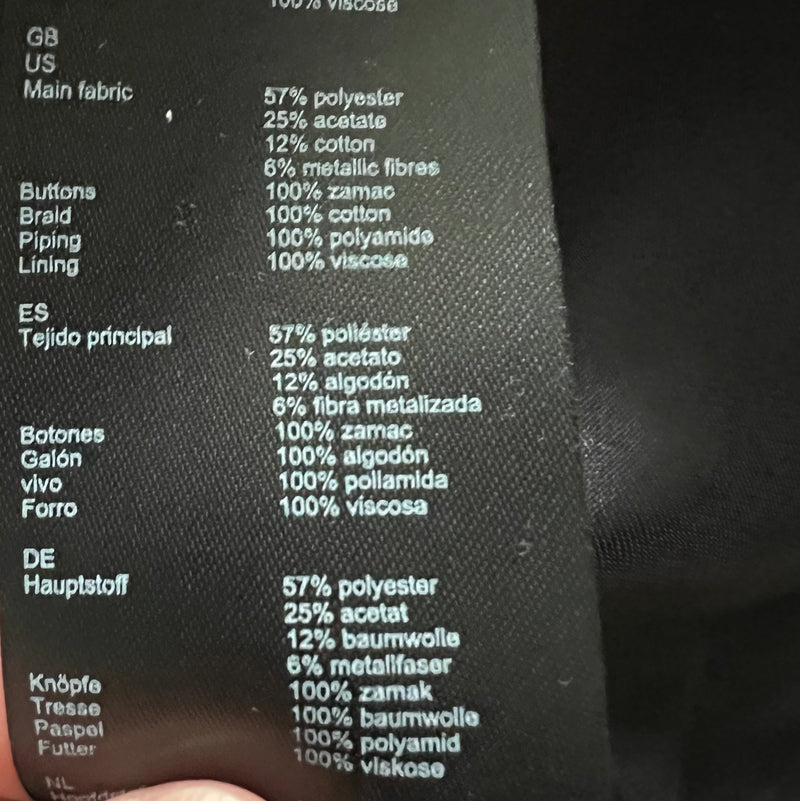 100% viscose
GB
US
Main fabric 57% polyester
25% acetate
12% cotton
6% metallic fibres
Buttons 100% zamac
Braid 100% cotton
Piping 100% polyamide
Lining 100% viscose
ES
Tejido principal 57% poliéster
25% acetato
12% algodón
6% fibra metalizada
Botones 100% zamac
Galón 100% algodón
vivo 100% poliamida
Forro 100% viscosa
DE
Hauptstoff 57% polyester
25% acetat
12% baumwolle
6% metallfaser
Knöpfe 100% zamak
Tresse 100% baumwolle
Paspel 100% polyamid
Futter 100% viskose
NL